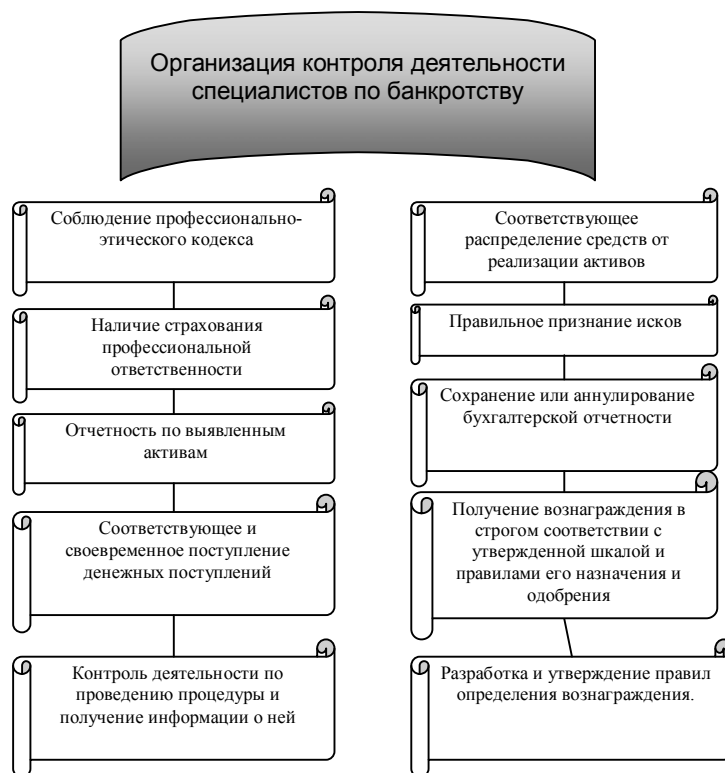 Организация контроля деятельности
специалистов по банкротству
Соблюдение профессионально-
этического кодекса
Наличие страхования
профессиональной
ответственности
Отчетность по выявленным
активам
Соответствующее и
своевременное поступление
денежных поступлений
Контроль деятельности по
проведению процедуры и
получение информации о ней
Соответствующее
распределение средств от
реализации активов
Правильное признание исков
Сохранение или аннулирование
бухгалтерской отчетности
Получение вознаграждения в
строгом соответствии с
утвержденной шкалой и
правилами его назначения и
одобрения
Разработка и утверждение правил
определения вознаграждения.